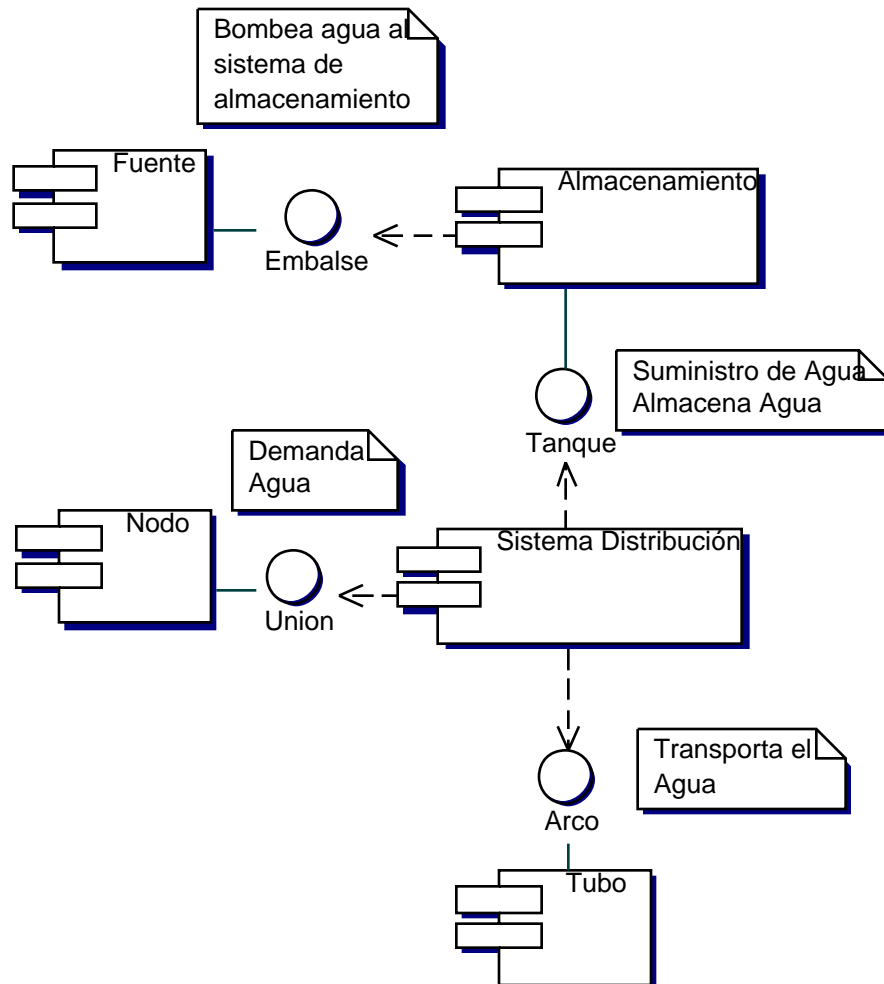 Bombea agua al
sistema de
almacenamiento
Fuente
Almacenamiento
Embalse
Suministro de Agua
Almacena Agua
Tanque
Demanda
Agua
Nodo
Sistema Distribución
Union
Transporta el
Agua
Arco
Tubo